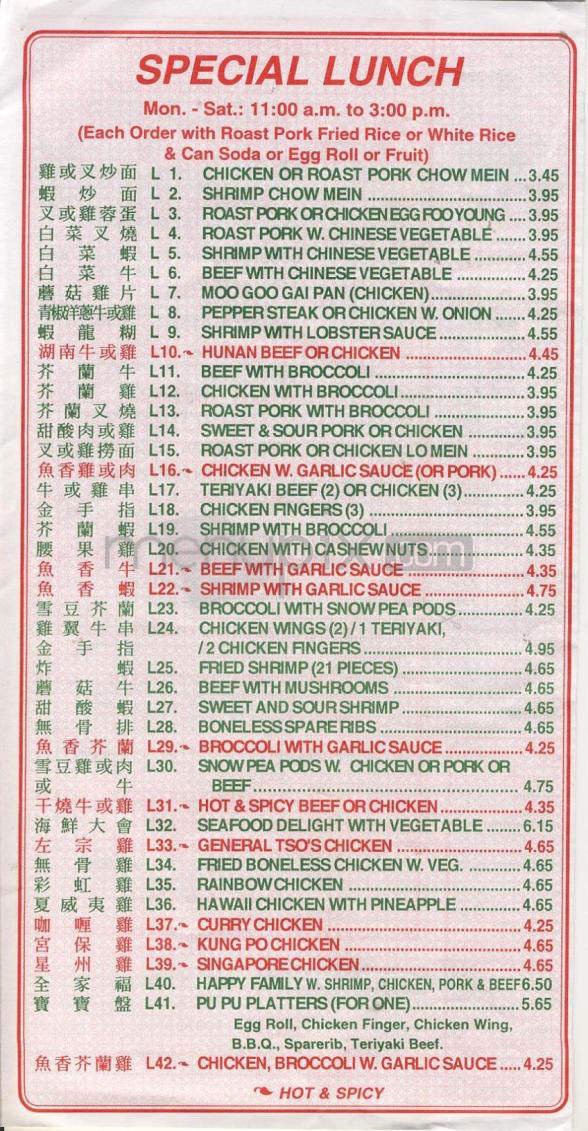 SPECIAL LUNCH
Mon. - Sat.: 11:00 a.m. to 3:00 p.m.
(Each Order with Roast Pork Fried Rice or White Rice
& Can Soda or Egg Roll or Fruit)
雞或叉炒面 L 1. CHICKEN OR ROAST PORK CHOW MEIN ...3.45
蝦炒面 L 2. SHRIMP CHOW MEIN ...3.95
叉或雞蓉蛋 L 3. ROAST PORK OR CHICKEN EGG FOO YOUNG ....3.95
白菜叉燒 L 4. ROAST PORK W. CHINESE VEGETABLE .......3.95
白菜蝦 L 5. SHRIMP WITH CHINESE VEGETABLE ...4.55
白菜牛 L 6. BEEF WITH CHINESE VEGETABLE ...4.25
蘑菇雞片 L 7. MOO GOO GAI PAN (CHICKEN)...3.95
青椒洋蔥牛或雞 L 8. PEPPER STEAK OR CHICKEN W. ONION ...4.25
蝦龍糊 L 9. SHRIMP WITH LOBSTER SAUCE ...4.55
湖南牛或雞 L10. HUNAN BEEF OR CHICKEN ...4.45
芥蘭牛 L11. BEEF WITH BROCCOLI ...4.25
芥蘭雞 L12. CHICKEN WITH BROCCOLI ...3.95
芥蘭叉燒 L13. ROAST PORK WITH BROCCOLI ...3.95
甜酸肉或雞 L14. SWEET & SOUR PORK OR CHICKEN ...3.95
叉或雞撈面 L15. ROAST PORK OR CHICKEN LO MEIN ...3.95
魚香雞或肉 L16. CHICKEN W. GARLIC SAUCE (OR PORK) ......4.25
牛或雞串 L17. TERIYAKI BEEF (2) OR CHICKEN (3)...4.25
金手指 L18. CHICKEN FINGERS (3) ...3.95
芥蘭蝦 L19. SHRIMP WITH BROCCOLI ...4.55
腰果雞 L20. CHICKEN WITH CASHEW NUTS ...4.35
魚香牛 L21. BEEF WITH GARLIC SAUCE ...4.35
魚香蝦 L22. SHRIMP WITH GARLIC SAUCE ...4.75
雪豆芥蘭 L23. BROCCOLI WITH SNOW PEA PODS...4.25
雞翼牛串 L24. CHICKEN WINGS (2) / 1 TERIYAKI,
金手指 / 2 CHICKEN FINGERS ...4.95
炸蝦 L25. FRIED SHRIMP (21 PIECES) ...4.65
蘑菇牛 L26. BEEF WITH MUSHROOMS ...4.65
甜酸蝦 L27. SWEET AND SOUR SHRIMP...4.65
無骨排 L28. BONELESS SPARE RIBS ...4.65
魚香芥蘭 L29. BROCCOLI WITH GARLIC SAUCE ...4.25
雪豆雞或肉 L30. SNOW PEA PODS W. CHICKEN OR PORK OR
或牛 BEEF...4.75
干燒牛或雞 L31. HOT & SPICY BEEF OR CHICKEN ...4.35
海鮮大會 L32. SEAFOOD DELIGHT WITH VEGETABLE ........6.15
左宗雞 L33. GENERAL TSO'S CHICKEN ...4.65
無骨雞 L34. FRIED BONELESS CHICKEN W. VEG. ...4.65
彩虹雞 L35. RAINBOW CHICKEN ...4.65
夏威夷雞 L36. HAWAII CHICKEN WITH PINEAPPLE ...4.65
咖喱雞 L37. CURRY CHICKEN ...4.25
宮保雞 L38. KUNG PO CHICKEN ...4.65
星州雞 L39. SINGAPORE CHICKEN ...4.65
全家福 L40. HAPPY FAMILY W. SHRIMP, CHICKEN, PORK & BEEF 6.50
寶寶盤 L41. PU PU PLATTERS (FOR ONE)...5.65
Egg Roll, Chicken Finger, Chicken Wing,
B.B.Q., Sparerib, Teriyaki Beef.
魚香芥蘭雞 L42. CHICKEN, BROCCOLI W. GARLIC SAUCE ..... 4.25
HOT & SPICY
menupix.com